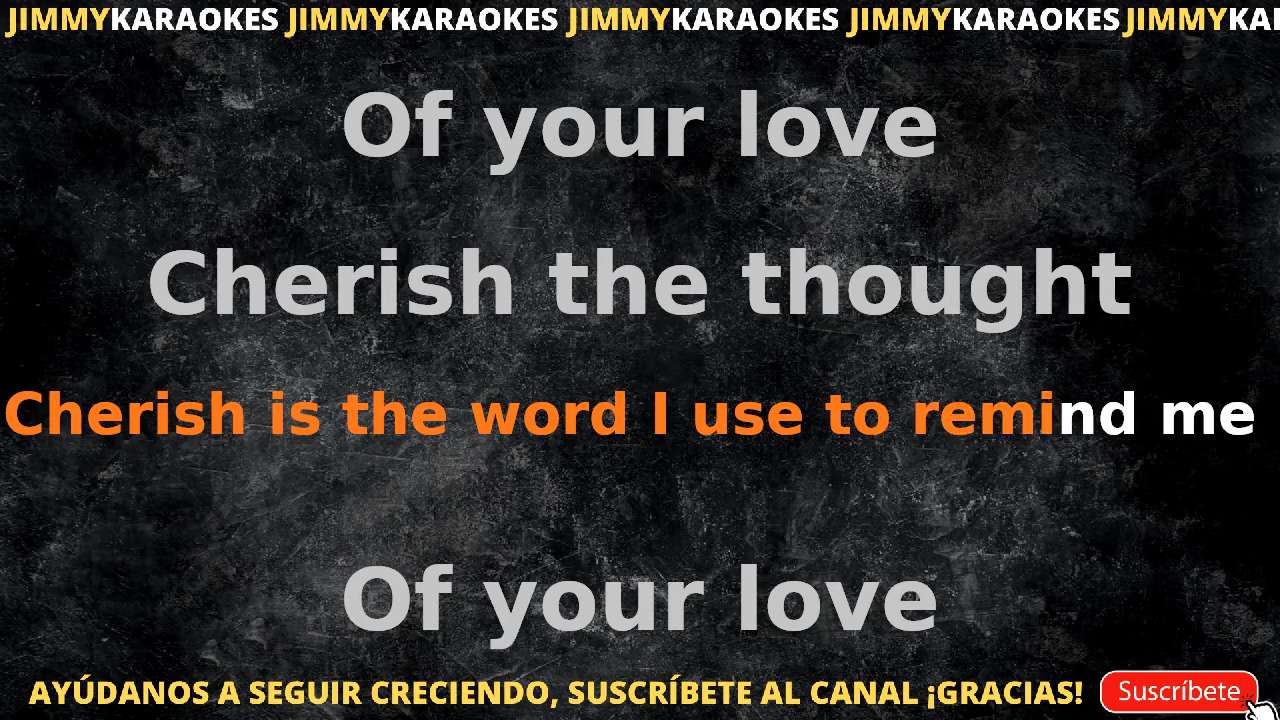 JIMMYKARAOKES JIMMYKARAOKES JIMMYKARAOKES JIMMYKARAOKES JIMMYKAI
Of your love
Cherish the thought
Cherish is the word I use to remind me
Of your love
AYÚDANOS A SEGUIR CRECIENDO, SUSCRÍBETE AL CANAL ¡GRACIAS! Suscríbete